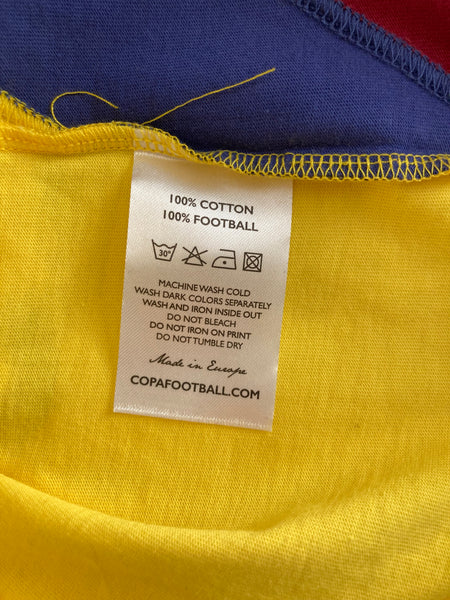 100% COTTON
100% FOOTBALL
30°
MACHINE WASH COLD
WASH DARK COLORS SEPARATELY
WASH AND IRON INSIDE OUT
DO NOT BLEACH
DO NOT IRON ON PRINT
DO NOT TUMBLE DRY
Made in Europe
COPAFOOTBALL.COM